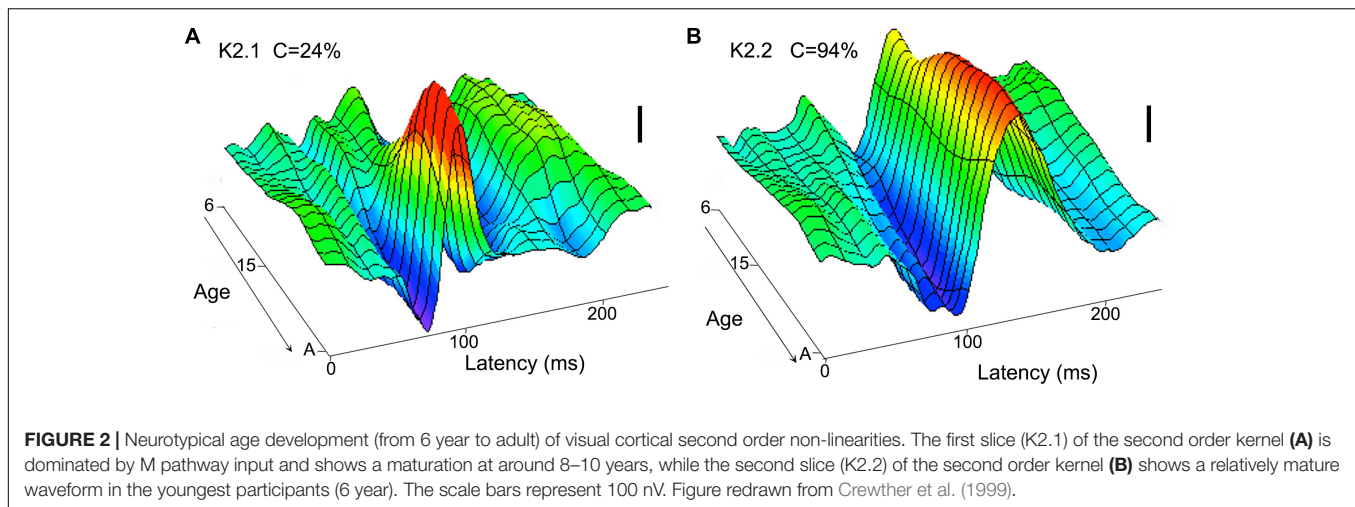 A
K2.1 C=24%
6
15
Age
A
0
100
200
Latency (ms)
B
K2.2 C=94%
6
15
Age
A
0
100
200
Latency (ms)
FIGURE 2 | Neurotypical age development (from 6 year to adult) of visual cortical second order non-linearities. The first slice (K2.1) of the second order kernel (A) is
dominated by M pathway input and shows a maturation at around 8–10 years, while the second slice (K2.2) of the second order kernel (B) shows a relatively mature
waveform in the youngest participants (6 year). The scale bars represent 100 nV. Figure redrawn from Crewther et al. (1999).